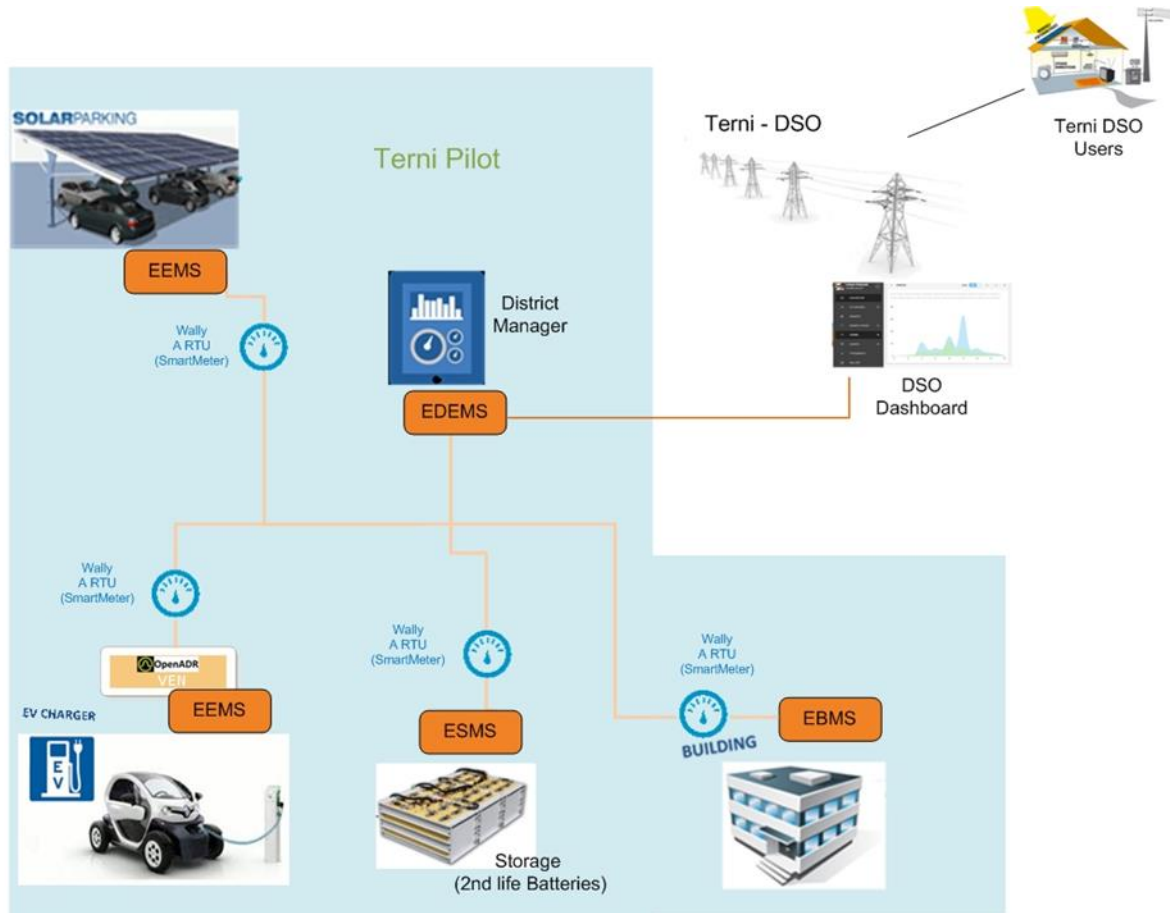 SOLARPARKING
Terni Pilot
Terni - DSO
Terni DSO
Users
EEMS
Wally
A RTU
(SmartMeter)
District
Manager
EDEMS
DSO
Dashboard
Wally
A RTU
(SmartMeter)
OpenADR
VEN
EEMS
EV CHARGER
EV
Wally
A RTU
(SmartMeter)
ESMS
Storage
(2nd life Batteries)
Wally
A RTU
(SmartMeter)
EBMS
BUILDING